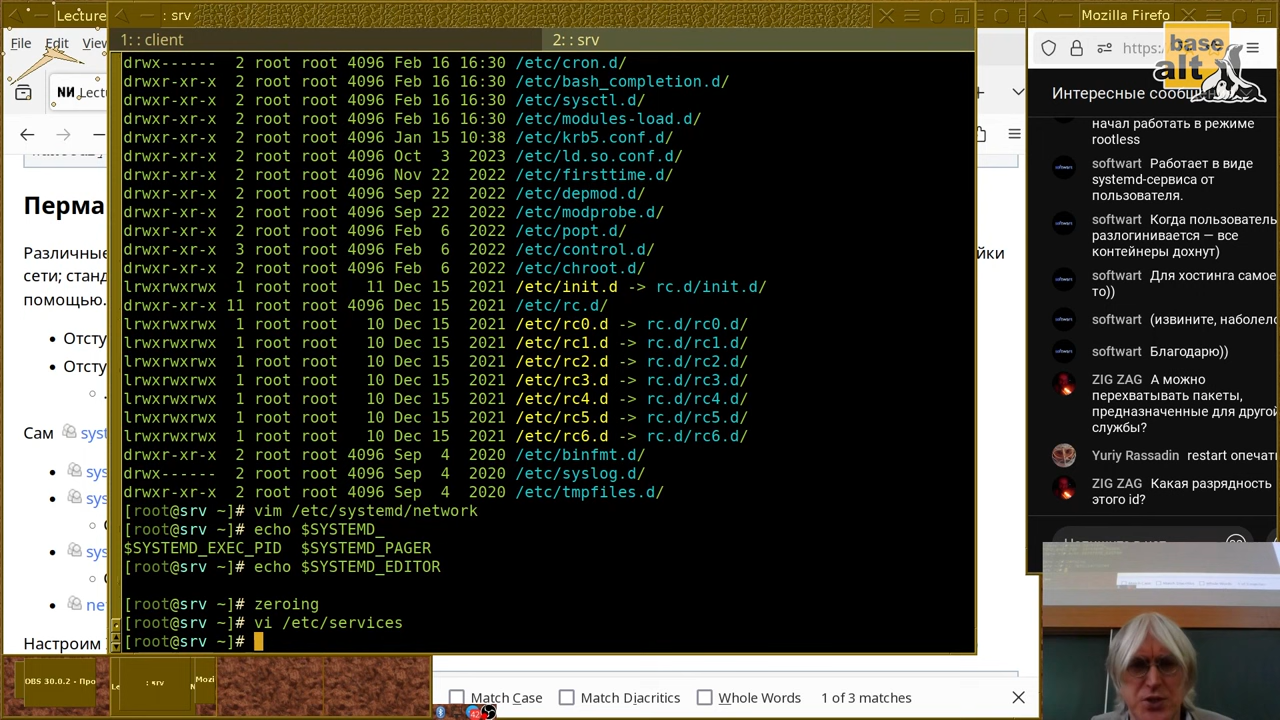 Lecture
: srv
Mozilla Firefo
File Edit View
1: : client
2: : srv
https:
base
alt
Lectu
Интересные сообщ
drwx------  2 root root 4096 Feb 16 16:30 /etc/cron.d/
drwxr-xr-x  2 root root 4096 Feb 16 16:30 /etc/bash_completion.d/
drwxr-xr-x  2 root root 4096 Feb 16 16:30 /etc/sysctl.d/
drwxr-xr-x  2 root root 4096 Feb 16 16:30 /etc/modules-load.d/
drwxr-xr-x  2 root root 4096 Jan 15 10:38 /etc/krb5.conf.d/
drwxr-xr-x  2 root root 4096 Oct  3  2023 /etc/ld.so.conf.d/
drwxr-xr-x  2 root root 4096 Nov 22  2022 /etc/firsttime.d/
drwxr-xr-x  2 root root 4096 Sep 22  2022 /etc/depmod.d/
drwxr-xr-x  2 root root 4096 Sep 22  2022 /etc/modprobe.d/
drwxr-xr-x  2 root root 4096 Feb  6  2022 /etc/popt.d/
drwxr-xr-x  3 root root 4096 Feb  6  2022 /etc/control.d/
drwxr-xr-x  2 root root 4096 Feb  6  2022 /etc/chroot.d/
lrwxrwxrwx  1 root root   11 Dec 15  2021 /etc/init.d -> rc.d/init.d/
drwxr-xr-x 11 root root 4096 Dec 15  2021 /etc/rc.d/
lrwxrwxrwx  1 root root   10 Dec 15  2021 /etc/rc0.d -> rc.d/rc0.d/
lrwxrwxrwx  1 root root   10 Dec 15  2021 /etc/rc1.d -> rc.d/rc1.d/
lrwxrwxrwx  1 root root   10 Dec 15  2021 /etc/rc2.d -> rc.d/rc2.d/
lrwxrwxrwx  1 root root   10 Dec 15  2021 /etc/rc3.d -> rc.d/rc3.d/
lrwxrwxrwx  1 root root   10 Dec 15  2021 /etc/rc4.d -> rc.d/rc4.d/
lrwxrwxrwx  1 root root   10 Dec 15  2021 /etc/rc5.d -> rc.d/rc5.d/
lrwxrwxrwx  1 root root   10 Dec 15  2021 /etc/rc6.d -> rc.d/rc6.d/
drwxr-xr-x  2 root root 4096 Sep  4  2020 /etc/binfmt.d/
drwx------  2 root root 4096 Sep  4  2020 /etc/syslog.d/
drwxr-xr-x  2 root root 4096 Sep  4  2020 /etc/tmpfiles.d/
[root@srv ~]# vim /etc/systemd/network
[root@srv ~]# echo $SYSTEMD_
$SYSTEMD_EXEC_PID  $SYSTEMD_PAGER
[root@srv ~]# echo $SYSTEMD_EDITOR
[root@srv ~]# zeroing
[root@srv ~]# vi /etc/services
[root@srv ~]#
Перма
Различные
йки
сети; станд
помощью.
Отсту
Отсту
Сам syst
sys
sys
sys
ne
Настроим
начал работать в режиме
rootless
softwart Работает в виде
systemd-сервиса от
пользователя.
softwart Когда пользователь
разлогинивается — все
контейнеры дохнут)
softwart Для хостинга самое
то))
softwart (извините, наболело
softwart Благодарю))
ZIG ZAG А можно
перехватывать пакеты,
предназначенные для другой
службы?
Yuriy Rassadin restart опечат
ZIG ZAG Какая разрядность
этого id?
OBS 30.0.2 - Про
: srv
Mozi
Match Case
Match Diacritics
Whole Words
1 of 3 matches